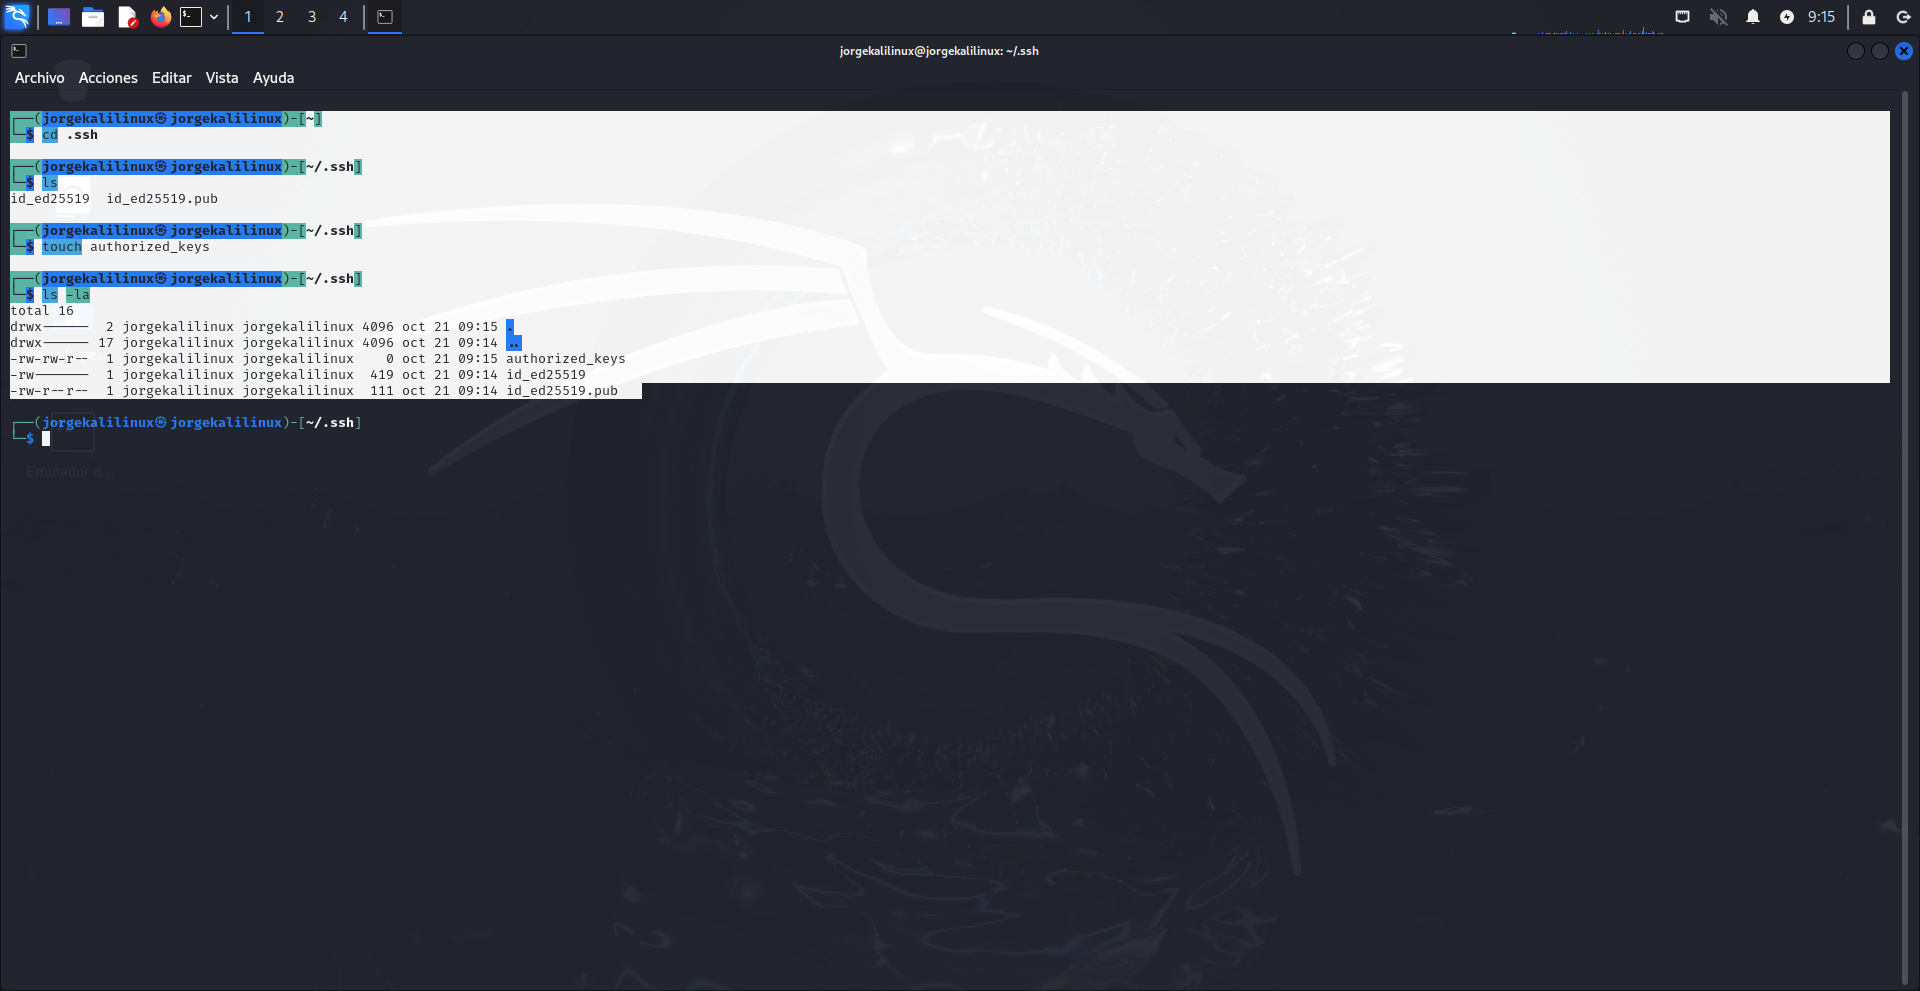 1 2 3 4 9:15
jorgekalilinux@jorgekalilinux: ~/.ssh
Archivo Acciones Editar Vista Ayuda
┌──(jorgekalilinux㉿jorgekalilinux)-[~]
└─$ cd .ssh
┌──(jorgekalilinux㉿jorgekalilinux)-[~/.ssh]
└─$ ls
id_ed25519  id_ed25519.pub
┌──(jorgekalilinux㉿jorgekalilinux)-[~/.ssh]
└─$ touch authorized_keys
┌──(jorgekalilinux㉿jorgekalilinux)-[~/.ssh]
└─$ ls -la
total 16
drwx------  2 jorgekalilinux jorgekalilinux 4096 oct 21 09:15 .
drwx------ 17 jorgekalilinux jorgekalilinux 4096 oct 21 09:14 ..
-rw-rw-r--  1 jorgekalilinux jorgekalilinux    0 oct 21 09:15 authorized_keys
-rw-------  1 jorgekalilinux jorgekalilinux  419 oct 21 09:14 id_ed25519
-rw-r--r--  1 jorgekalilinux jorgekalilinux  111 oct 21 09:14 id_ed25519.pub
┌──(jorgekalilinux㉿jorgekalilinux)-[~/.ssh]
└─$
Emulador d...